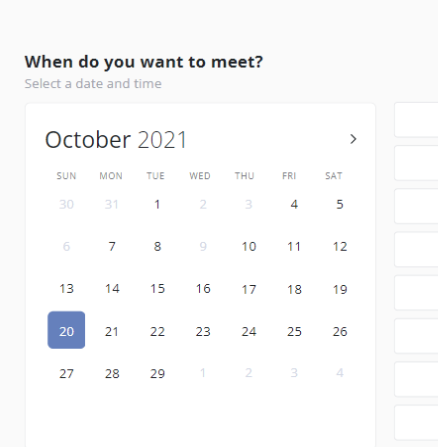 When do you want to meet?
Select a date and time
October 2021
SUN MON TUE WED THU FRI SAT
30 31 1 2 3 4 5
6 7 8 9 10 11 12
13 14 15 16 17 18 19
20 21 22 23 24 25 26
27 28 29 1 2 3 4